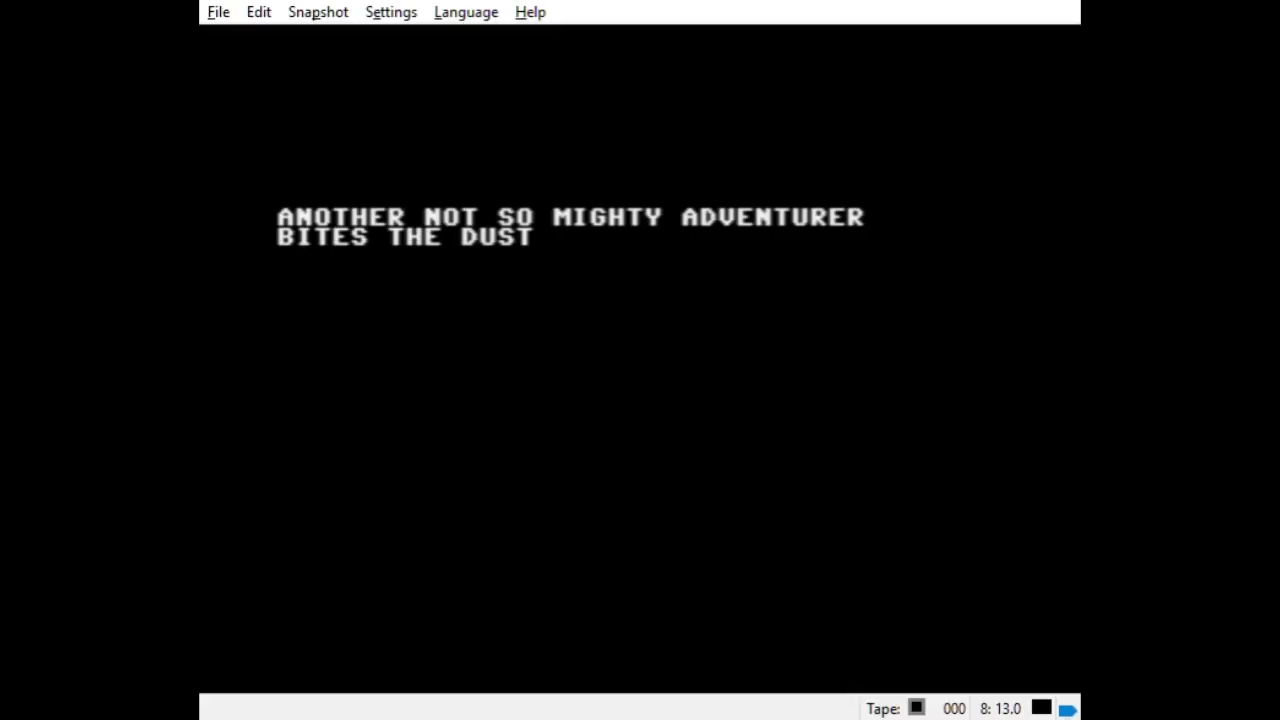 File Edit Snapshot Settings Language Help
ANOTHER NOT SO MIGHTY ADVENTURER
BITES THE DUST
Tape: 000 8: 13.0